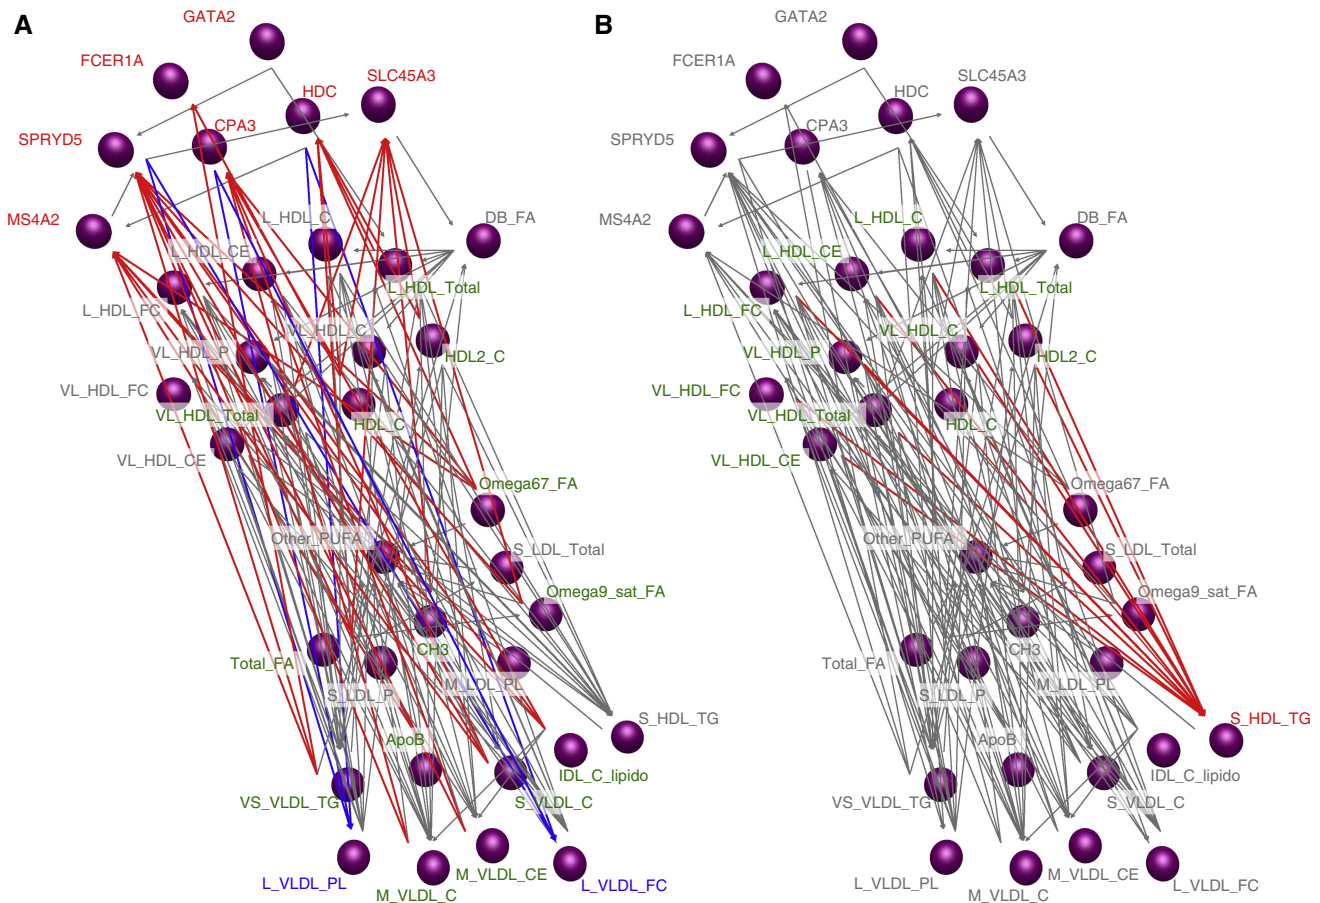 A
GATA2
FCER1A
SLC45A3
HDC
CPA3
SPRYD5
MS4A2
L_HDL_C
DB_FA
L_HDL_CE
L_HDL_Total
L_HDL_FC
VL_HDL_C
VL_HDL_P
HDL2_C
VL_HDL_FC
VL_HDL_Total
HDL_C
VL_HDL_CE
Omega67_FA
Other_PUFA
S_LDL_Total
Omega9_sat_FA
CH3
Total_FA
M_LDL_PL
S_LDL_P
S_HDL_TG
ApoB
IDL_C_lipido
VS_VLDL_TG
S_VLDL_C
M_VLDL_CE
L_VLDL_PL
L_VLDL_FC
M_VLDL_C
B
GATA2
FCER1A
SLC45A3
HDC
CPA3
SPRYD5
MS4A2
L_HDL_C
DB_FA
L_HDL_CE
L_HDL_Total
L_HDL_FC
VL_HDL_C
VL_HDL_P
HDL2_C
VL_HDL_FC
VL_HDL_Total
HDL_C
VL_HDL_CE
Omega67_FA
Other_PUFA
S_LDL_Total
Omega9_sat_FA
CH3
Total_FA
M_LDL_PL
S_LDL_P
S_HDL_TG
ApoB
IDL_C_lipido
VS_VLDL_TG
S_VLDL_C
M_VLDL_CE
L_VLDL_PL
L_VLDL_FC
M_VLDL_C